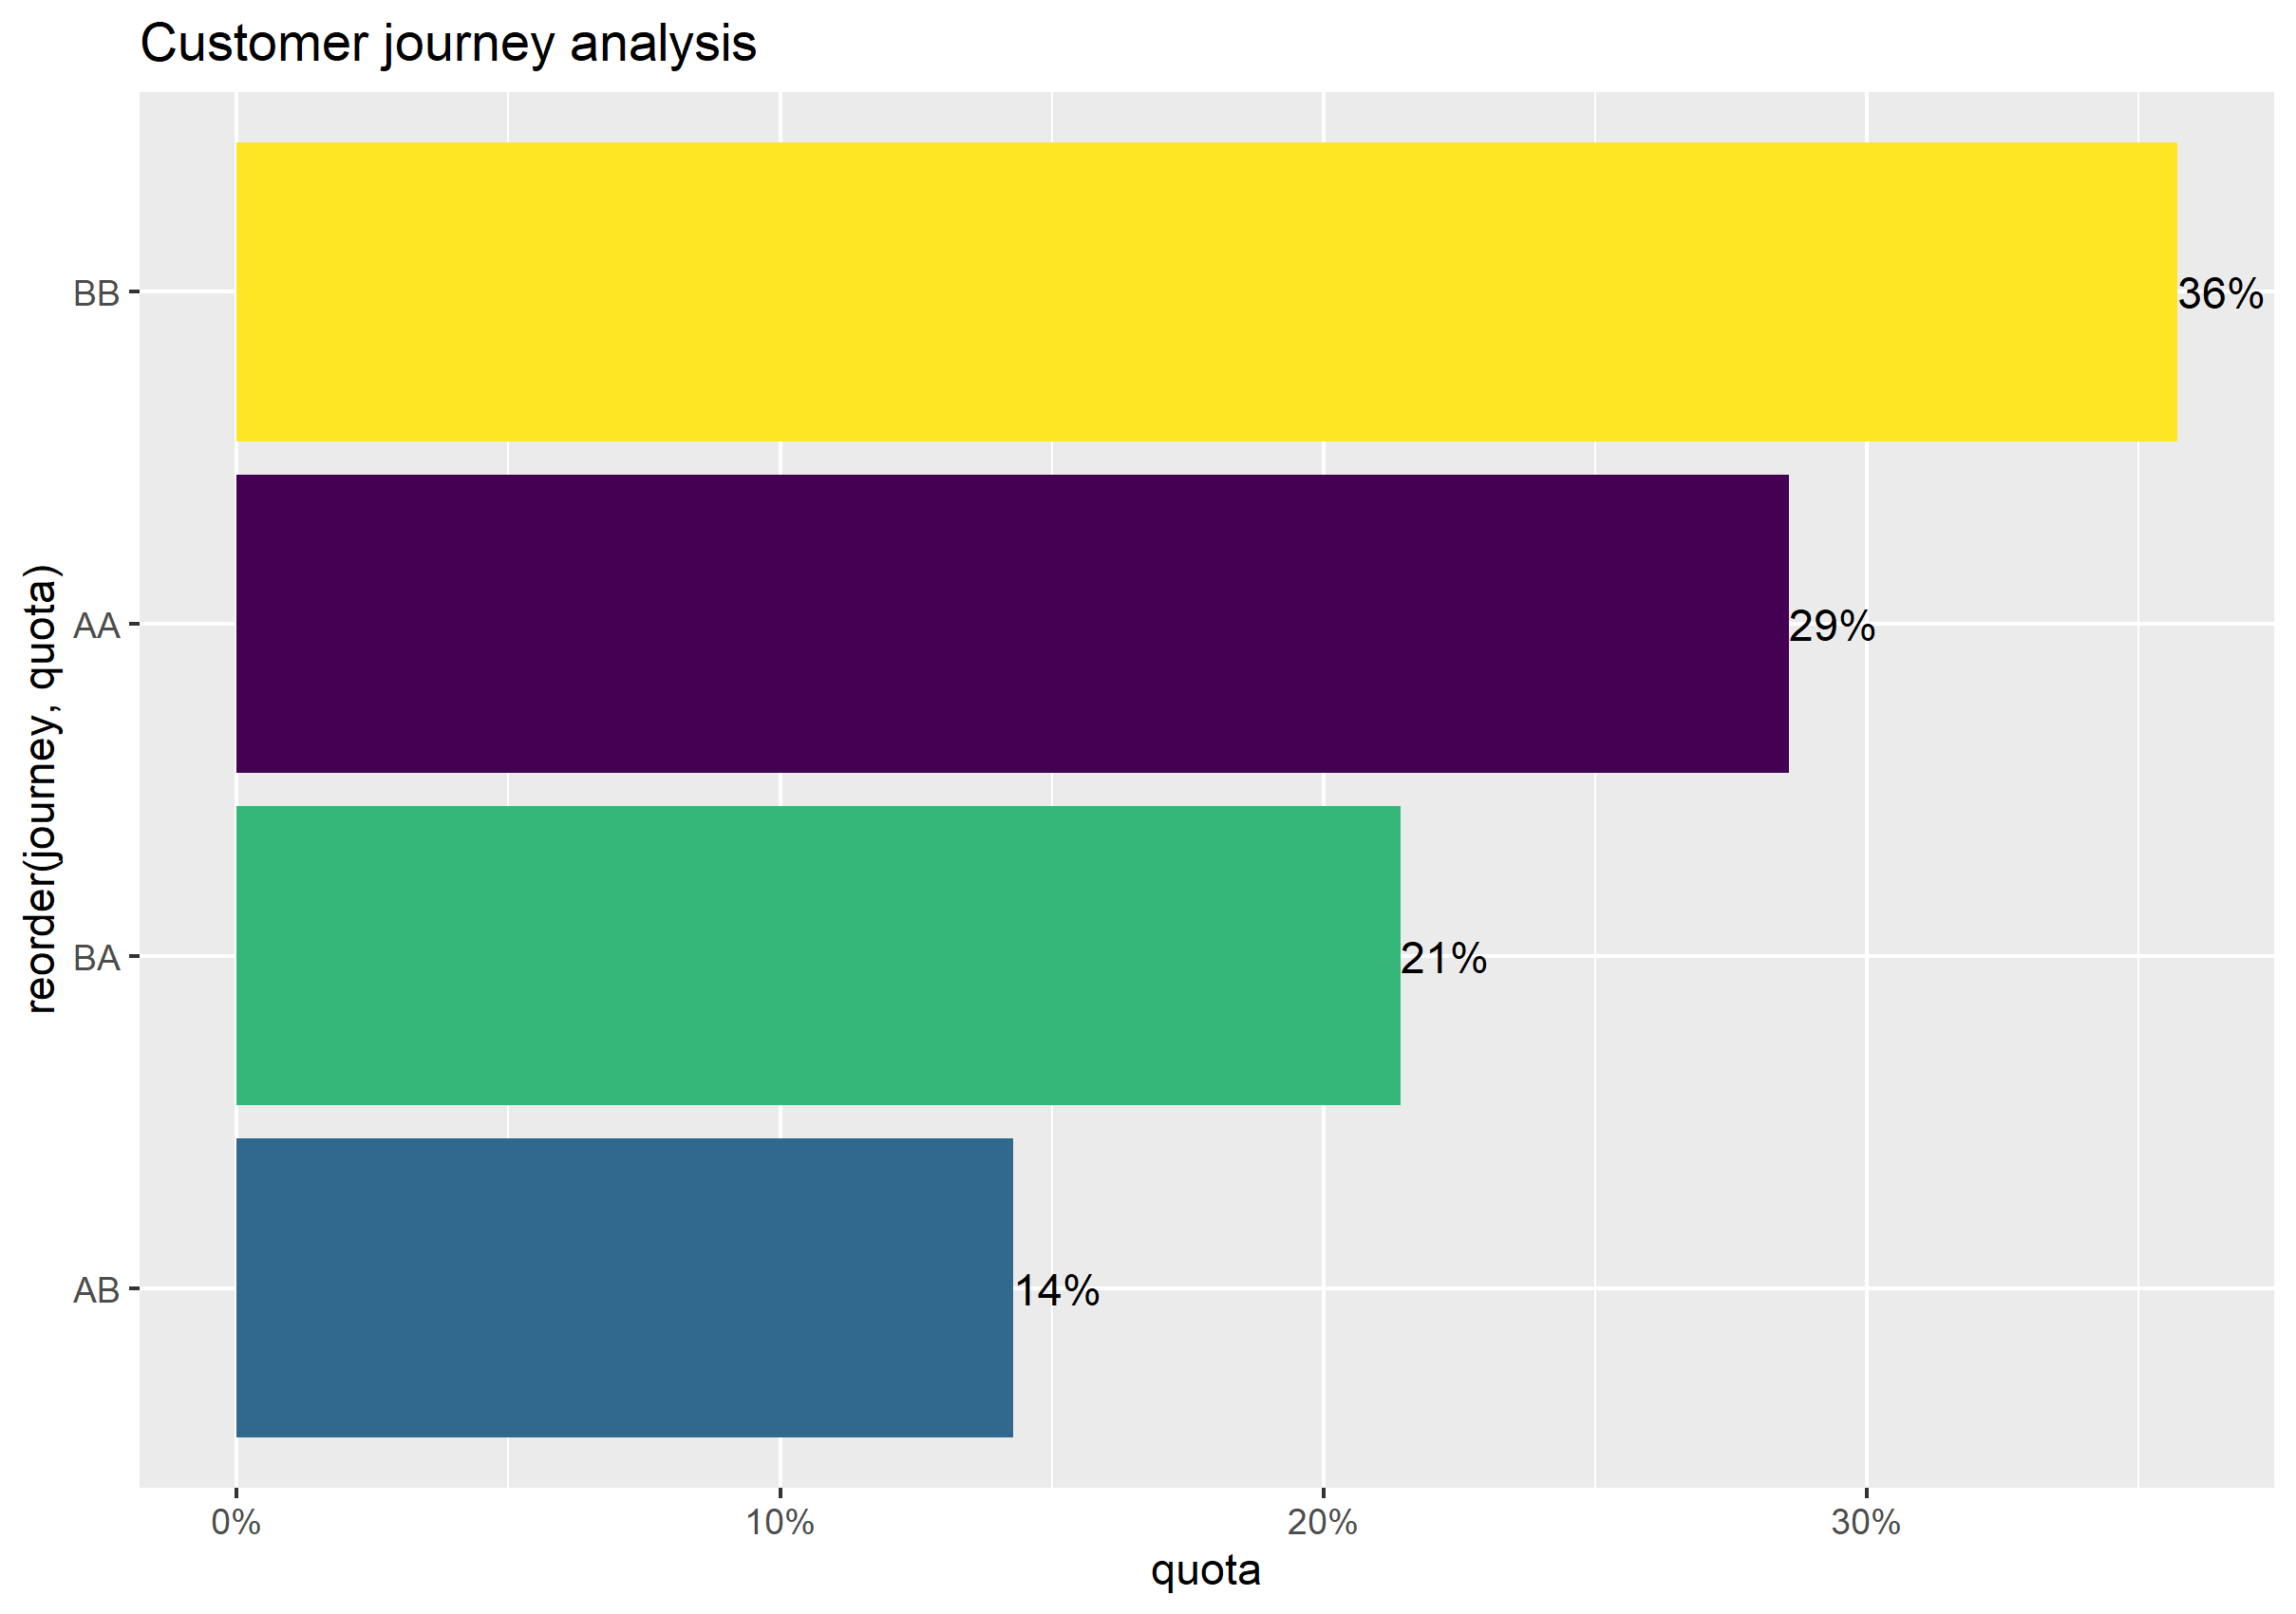 Customer journey analysis
reorder(journey, quota)
BB
36%
AA
29%
BA
21%
AB
14%
0% 10% 20% 30%
quota